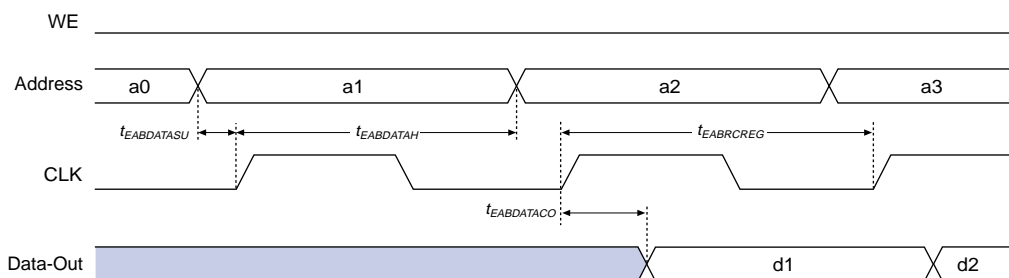 WE
Address a0 a1 a2 a3
tEABDATASU tEABDATAH tEABRCREG
CLK
tEABDATACO
Data-Out d1 d2